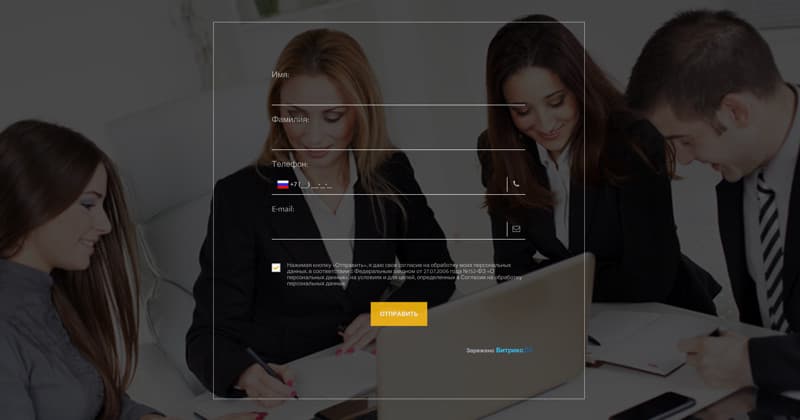 Имя:
Фамилия:
Телефон:
+7 (__) __-_-__
E-mail:
Нажимая кнопку «Отправить», я даю свое согласие на обработку моих персональных
данных, в соответствии с Федеральным законом от 27.07.2006 года №152-ФЗ «О
персональных данных», на условиях и для целей, определенных в Согласии на обработку
персональных данных
ОТПРАВИТЬ
Заряжено Битрикс24